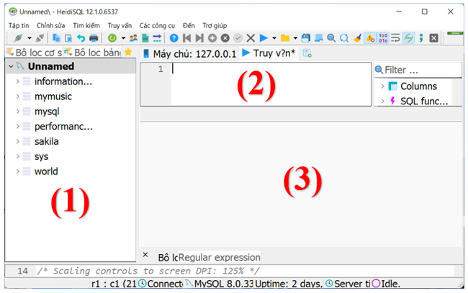 Unnamed\ - HeidiSQL 12.1.0.6537
Tập tin Chỉnh sửa Tìm kiếm Truy vấn Các công cụ Đến Trợ giúp
Bộ lọc cơ s Bộ lọc bảng
Máy chủ: 127.0.0.1 Truy v?n*
Unnamed
information...
mymusic
mysql
performanc...
sakila
sys
world
(1)
1
(2)
Filter ...
Columns
SQL func...
(3)
× Bộ lọ Regular expression
14 /* Scaling controls to screen DPI: 125% */
r1 : c1 (21 Connect MySQL 8.0.33 Uptime: 2 days, Server ti Idle.